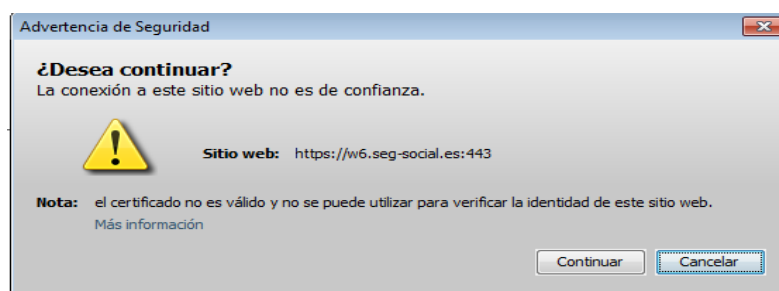 Advertencia de Seguridad
¿Desea continuar?
La conexión a este sitio web no es de confianza.
Sitio web: https://w6.seg-social.es:443
Nota: el certificado no es válido y no se puede utilizar para verificar la identidad de este sitio web.
Más información
Continuar Cancelar